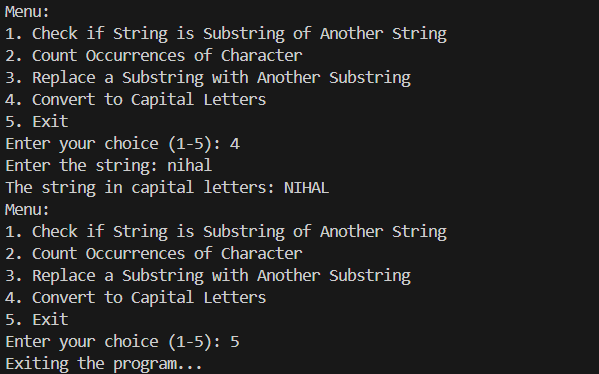 Menu:
1. Check if String is Substring of Another String
2. Count Occurrences of Character
3. Replace a Substring with Another Substring
4. Convert to Capital Letters
5. Exit
Enter your choice (1-5): 4
Enter the string: nihal
The string in capital letters: NIHAL
Menu:
1. Check if String is Substring of Another String
2. Count Occurrences of Character
3. Replace a Substring with Another Substring
4. Convert to Capital Letters
5. Exit
Enter your choice (1-5): 5
Exiting the program...